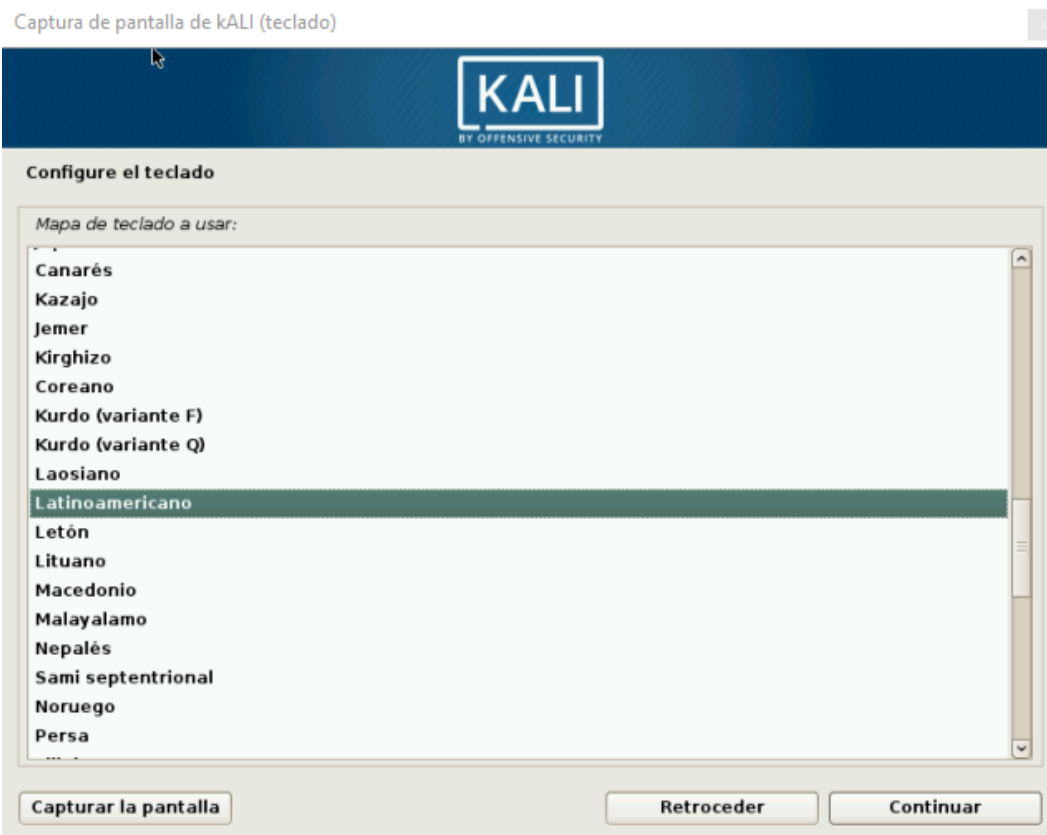 Captura de pantalla de kALI (teclado)
KALI
BY OFFENSIVE SECURITY
Configure el teclado
Mapa de teclado a usar:
Canarés
Kazajo
Jemer
Kirghizo
Coreano
Kurdo (variante F)
Kurdo (variante Q)
Laosiano
Latinoamericano
Letón
Lituano
Macedonio
Malayalamo
Nepalés
Sami septentrional
Noruego
Persa
Capturar la pantalla Retroceder Continuar